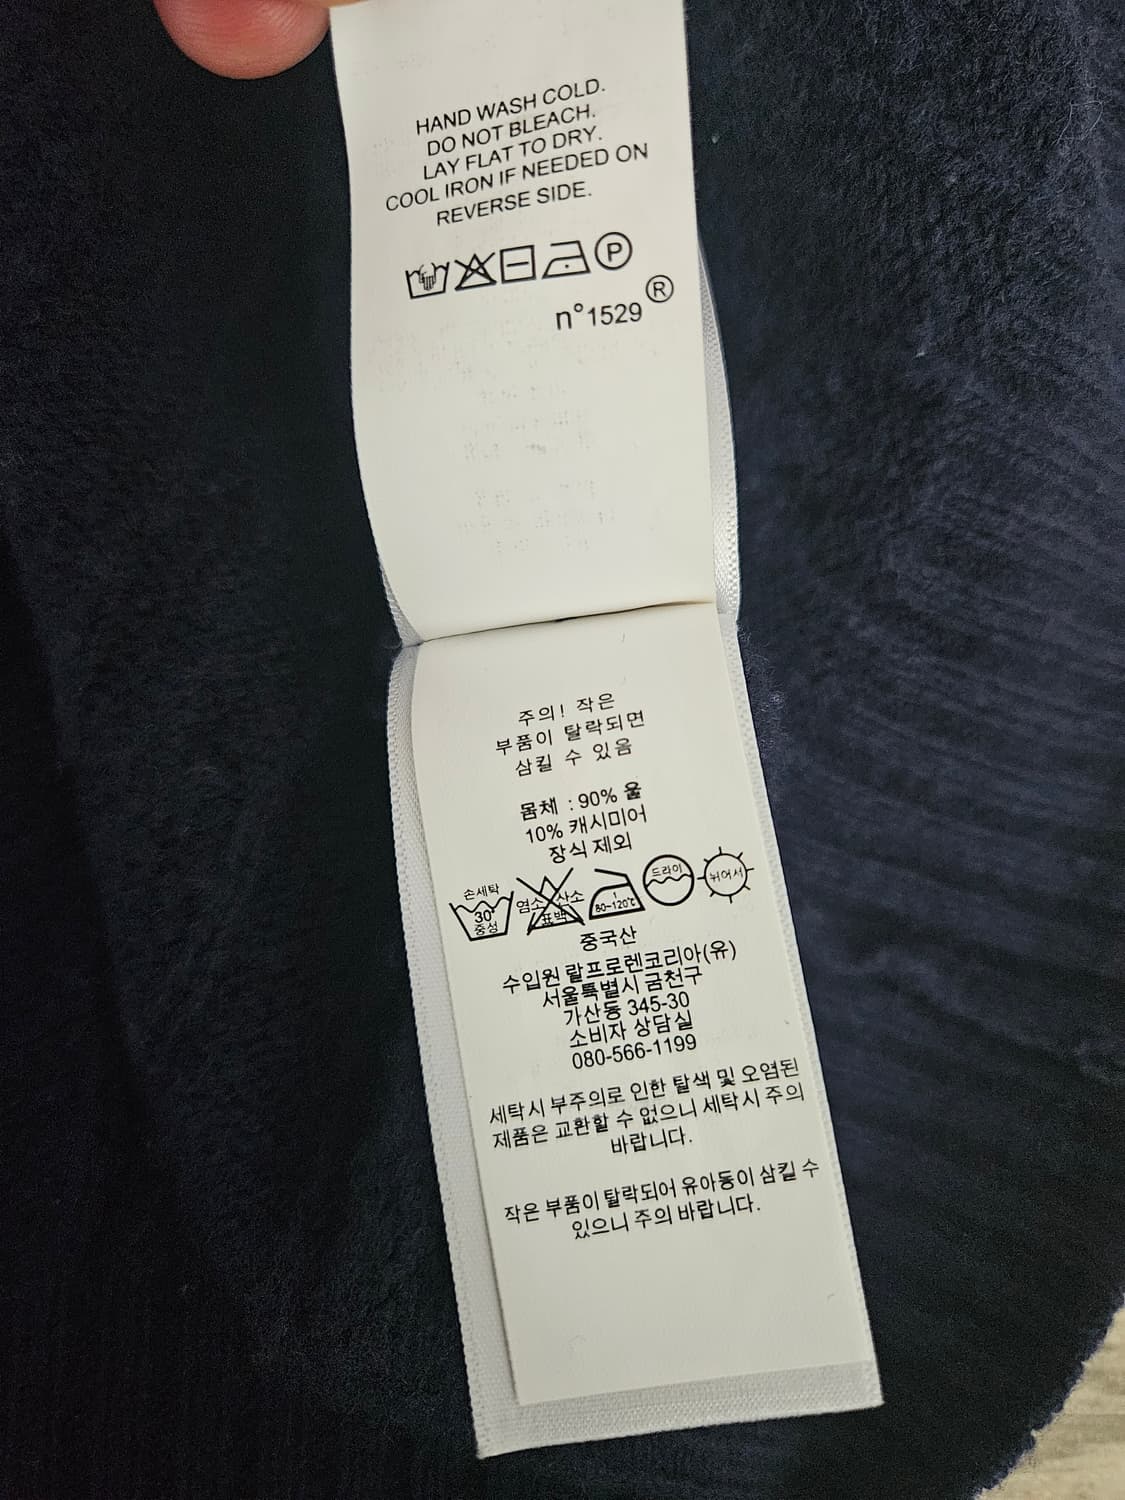 HAND WASH COLD.
DO NOT BLEACH.
LAY FLAT TO DRY.
COOL IRON IF NEEDED ON
REVERSE SIDE.
P
n°1529 ®
주의! 작은
부품이 탈락되면
삼킬 수 있음
몸체 : 90% 울
10% 캐시미어
장식 제외
손세탁
30°
중성
염소 산소
표백
1
80~120℃
드라이
뉘어서
중국산
수입원 랄프로렌코리아(유)
서울특별시 금천구
가산동 345-30
소비자 상담실
080-566-1199
세탁시 부주의로 인한 탈색 및 오염된
제품은 교환할 수 없으니 세탁시 주의
바랍니다.
작은 부품이 탈락되어 유아동이 삼킬 수
있으니 주의 바랍니다.